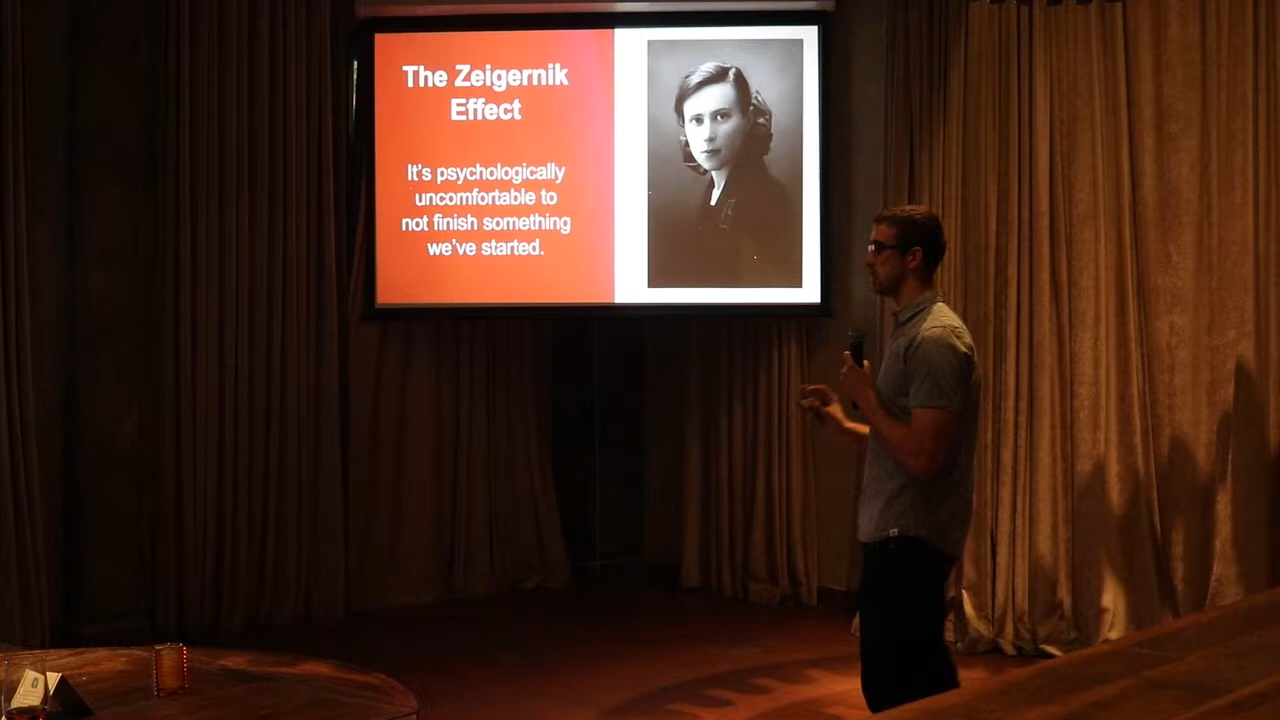 The Zeigernik
Effect
It's psychologically
uncomfortable to
not finish something
we've started.